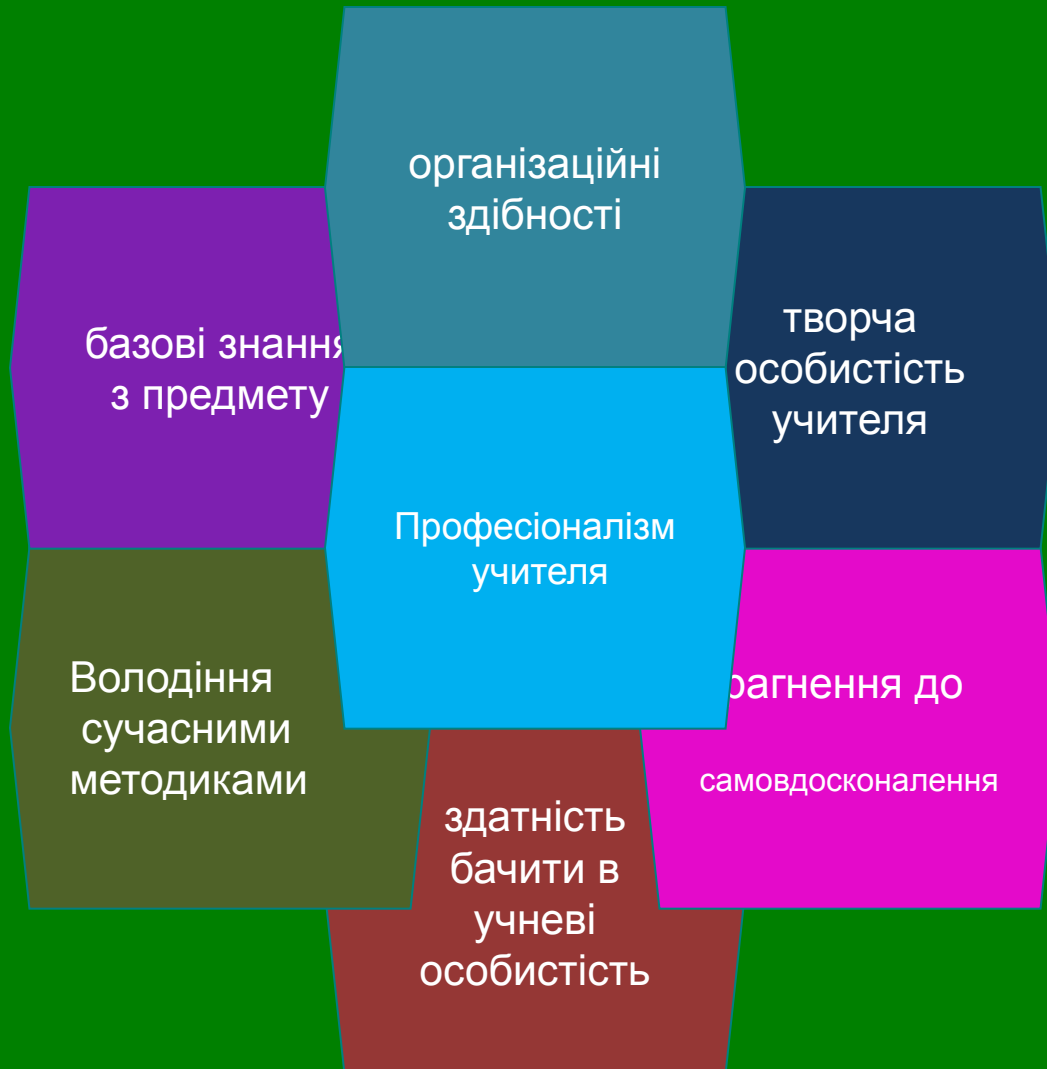 організаційні
здібності
базові знання
з предмету
творча
особистість
учителя
Професіоналізм
учителя
Володіння
сучасними
методиками
рагнення до
самовдосконалення
здатність
бачити в
учневі
особистість